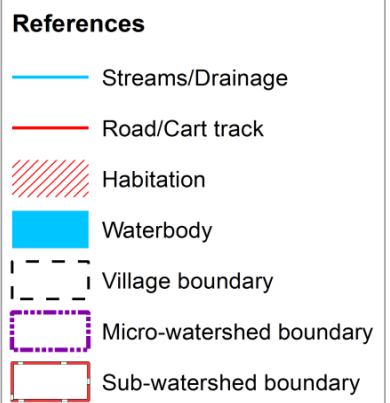 References
Streams/Drainage
Road/Cart track
Habitation
Waterbody
Village boundary
Micro-watershed boundary
Sub-watershed boundary